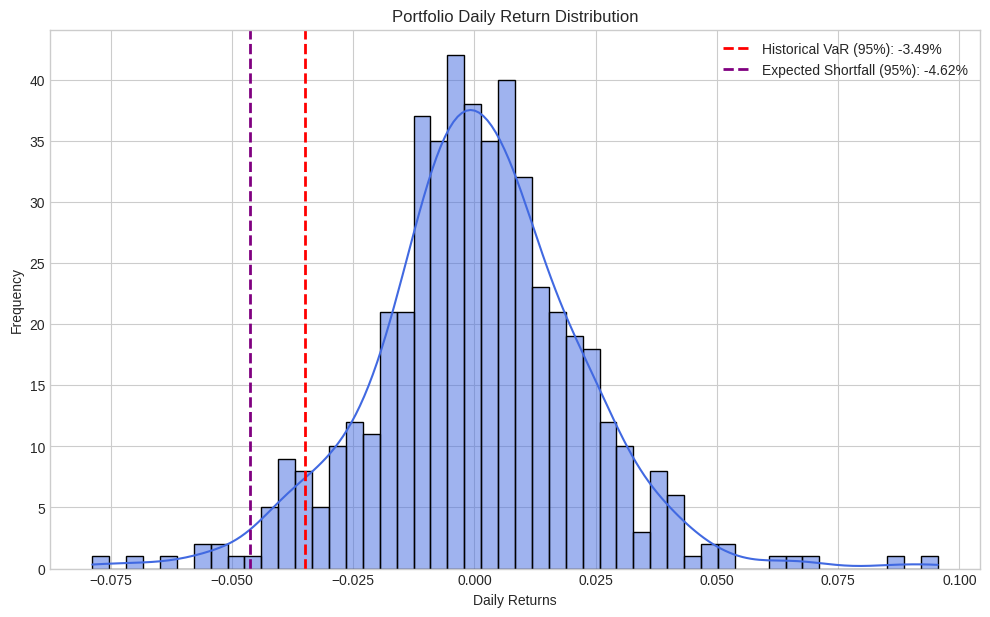 Portfolio Daily Return Distribution
Historical VaR (95%): -3.49%
Expected Shortfall (95%): -4.62%
Frequency
40
35
30
25
20
15
10
5
0
−0.075 −0.050 −0.025 0.000 0.025 0.050 0.075 0.100
Daily Returns